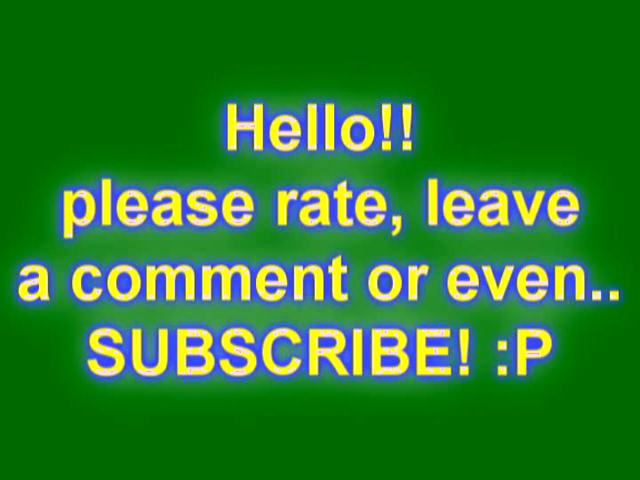 Hello!!
please rate, leave
a comment or even..
SUBSCRIBE! :P